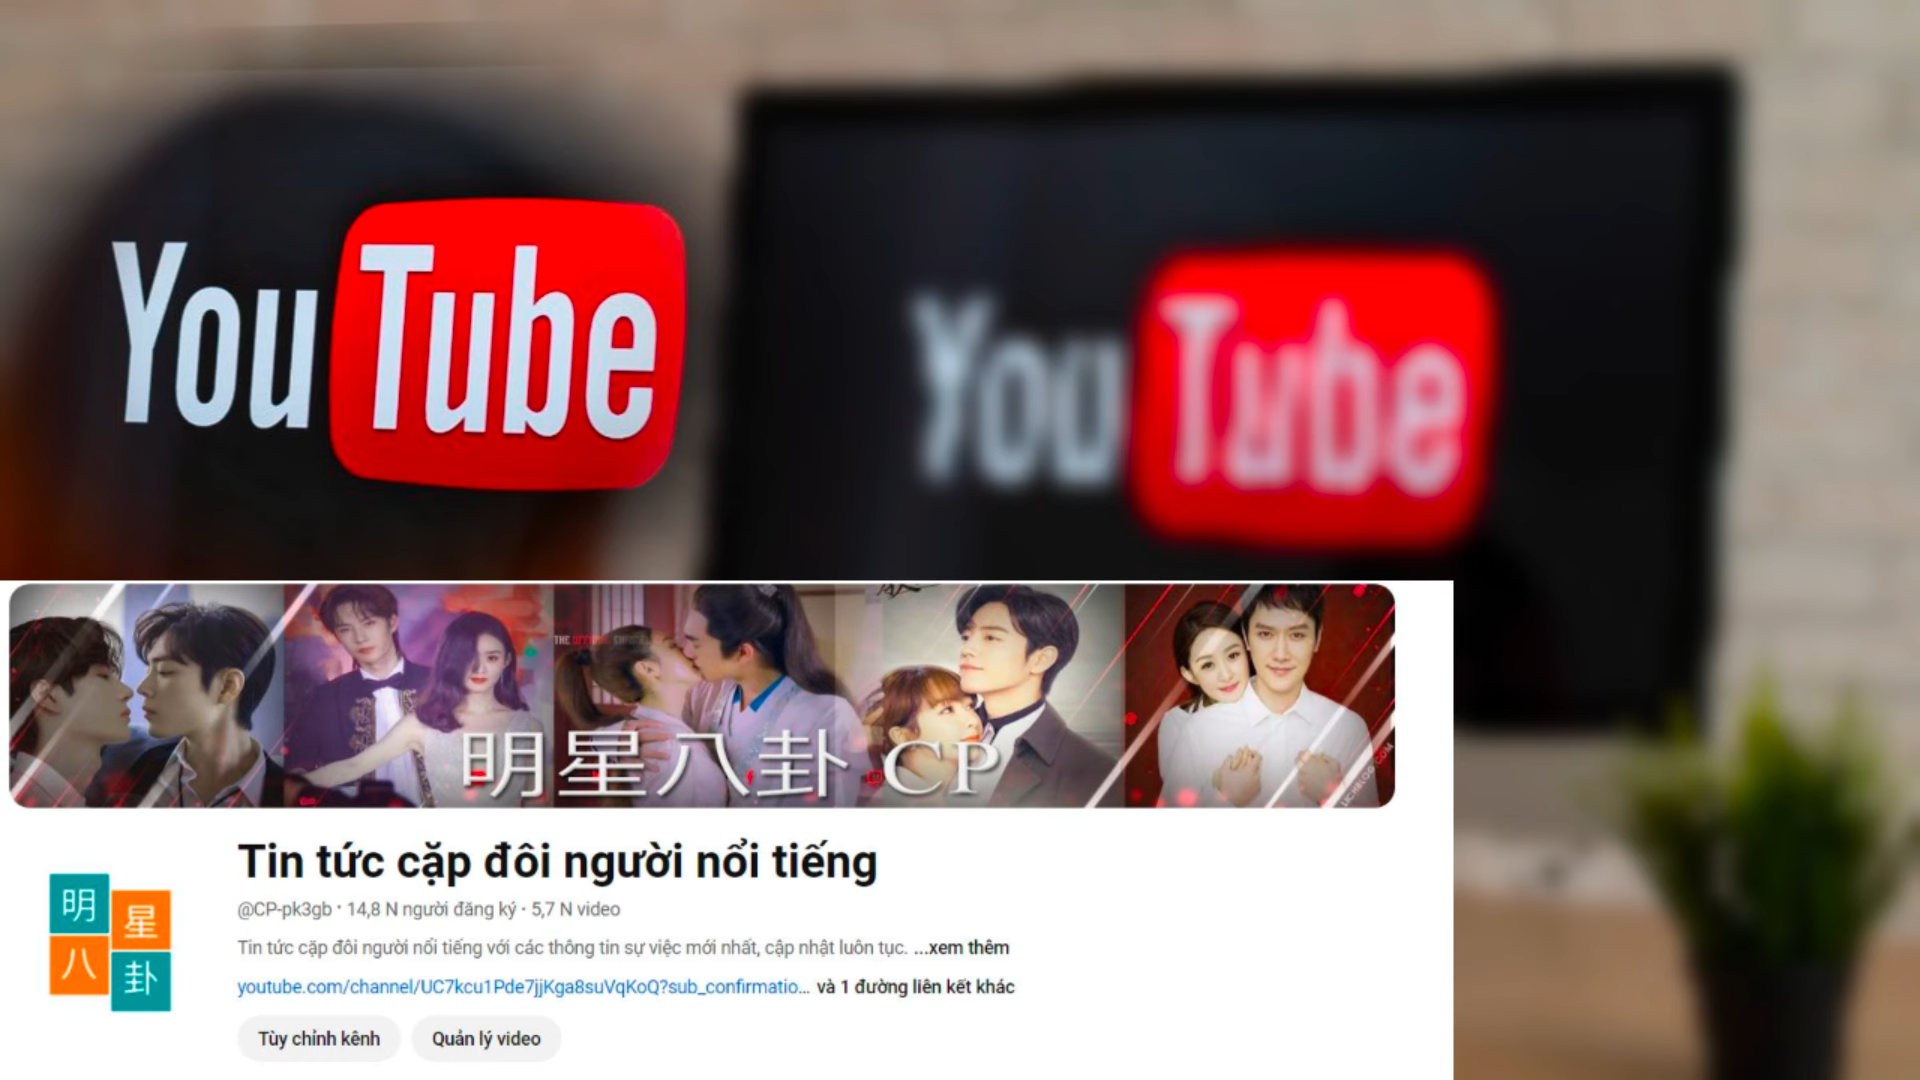 YouTube
YouTube
明星八卦 CP
LICHBLOG.COM
明
星
八
卦
Tin tức cặp đôi người nổi tiếng
@CP-pk3gb · 14,8 N người đăng ký · 5,7 N video
Tin tức cặp đôi người nổi tiếng với các thông tin sự việc mới nhất, cập nhật luôn tục. ...xem thêm
youtube.com/channel/UC7kcu1Pde7jjKga8suVqKoQ?sub_confirmatio... và 1 đường liên kết khác
Tùy chỉnh kênh
Quản lý video